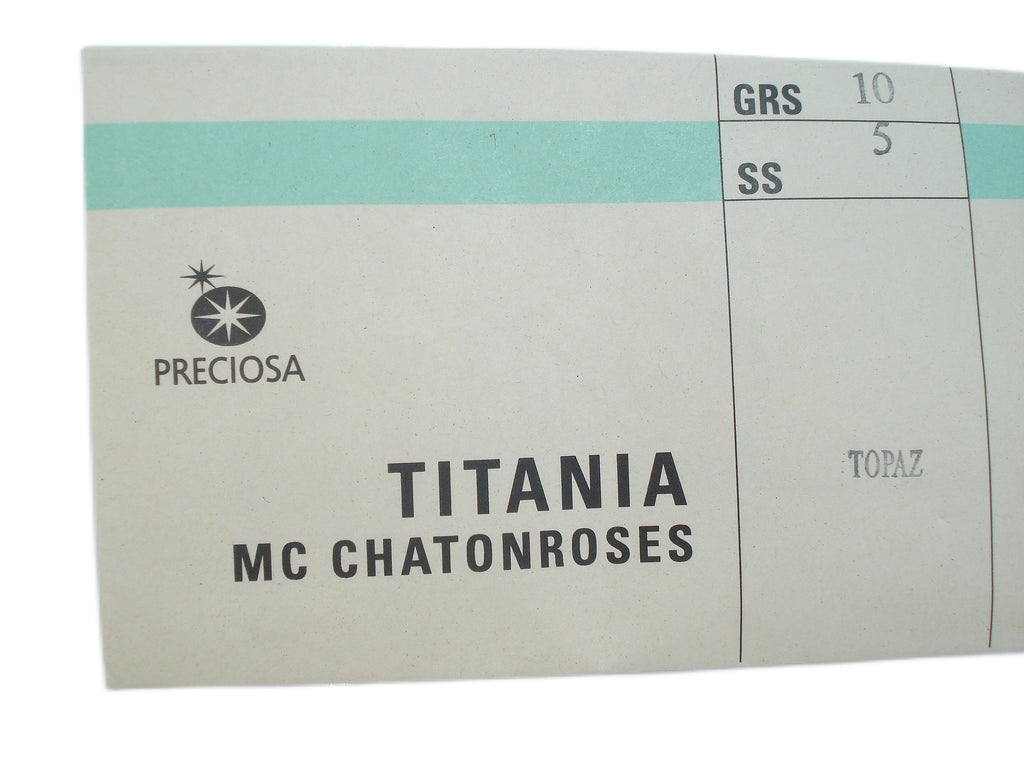 GRS 10
SS 5
PRECIOSA
TITANIA
MC CHATONROSES
TOPAZ